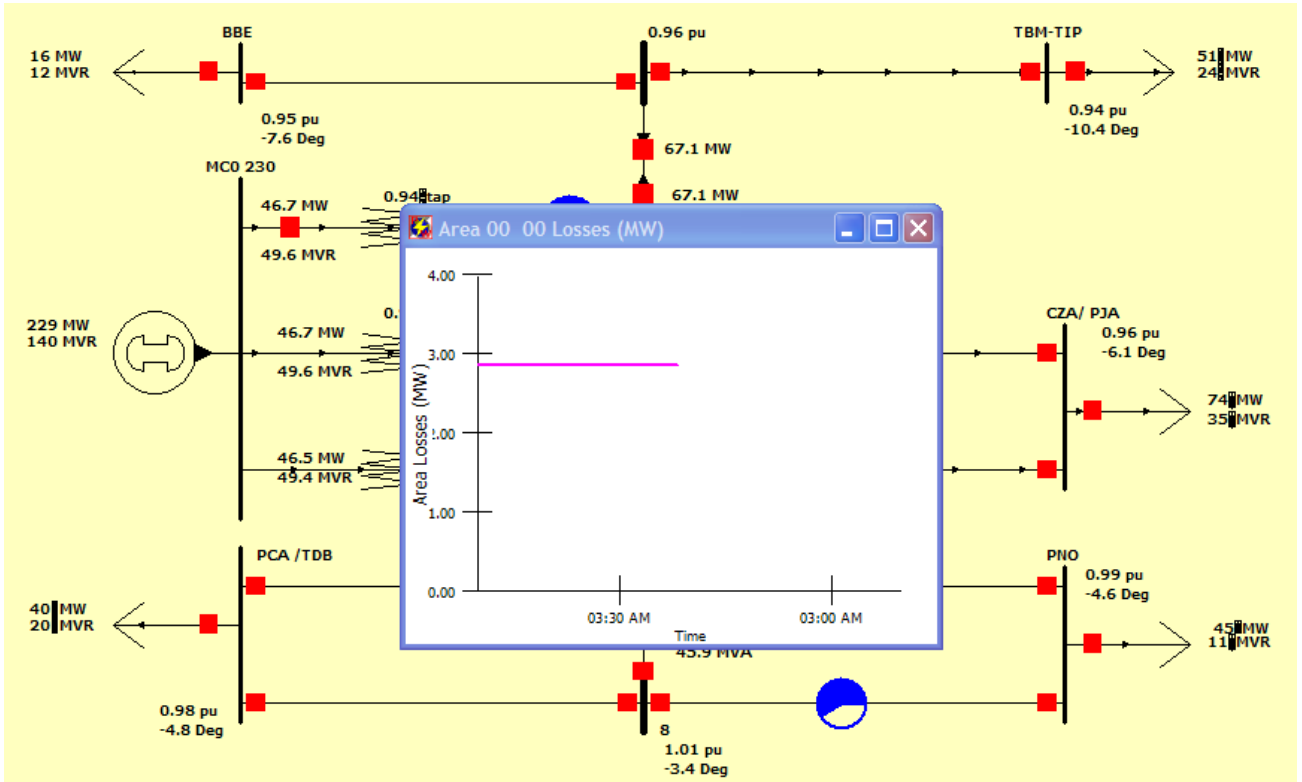 BBE
0.96 pu
TBM-TIP
16 MW
12 MVR
51 MW
24 MVR
0.95 pu
-7.6 Deg
0.94 pu
-10.4 Deg
67.1 MW
MC0 230
46.7 MW
0.94 tap
67.1 MW
49.6 MVR
Area 00 00 Losses (MW)
4.00
3.00
2.00
1.00
0.00
Area Losses (MW)
03:30 AM
03:00 AM
Time
229 MW
140 MVR
46.7 MW
49.6 MVR
46.5 MW
49.4 MVR
CZA/ PJA
0.96 pu
-6.1 Deg
74 MW
35 MVR
PCA /TDB
PNO
0.99 pu
-4.6 Deg
40 MW
20 MVR
45 MW
11 MVR
45.9 MVA
0.98 pu
-4.8 Deg
8
1.01 pu
-3.4 Deg